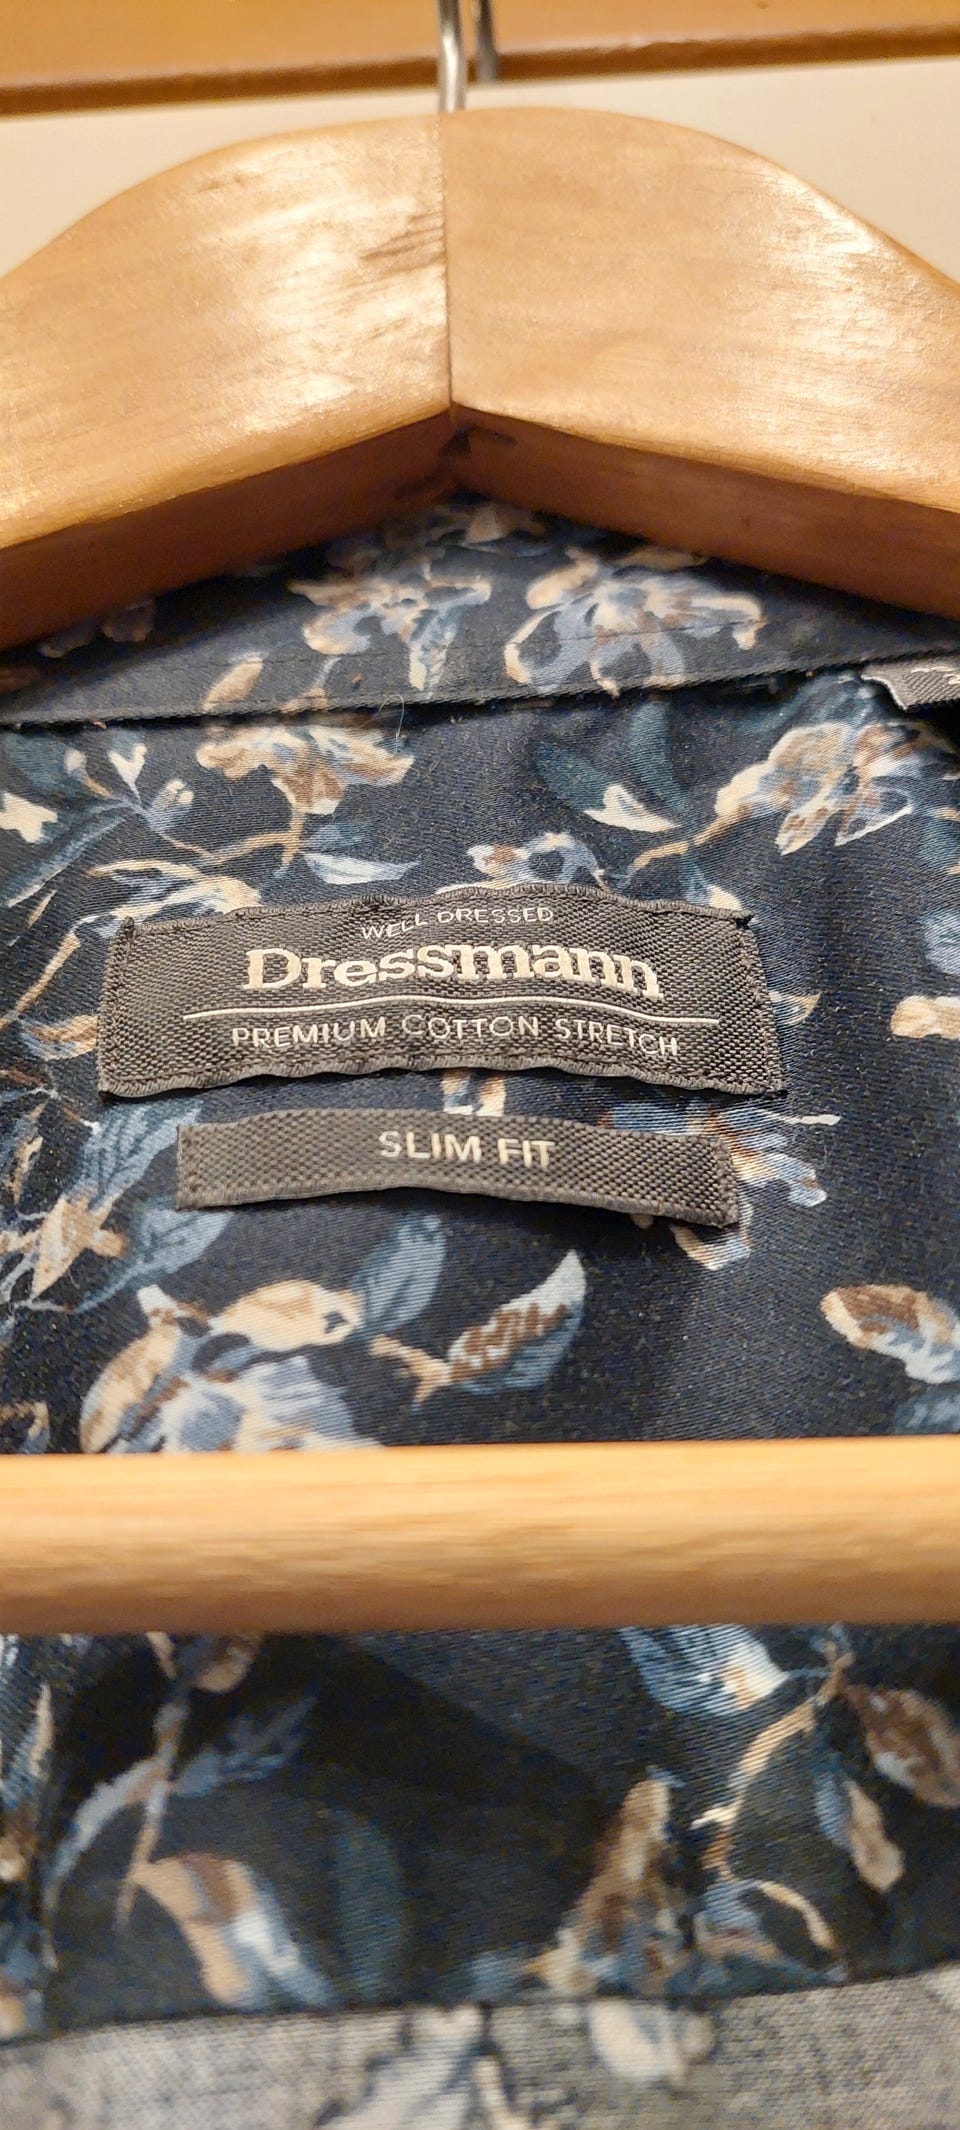 WELL DRESSED
Dressmann
PREMIUM COTTON STRETCH
SLIM FIT